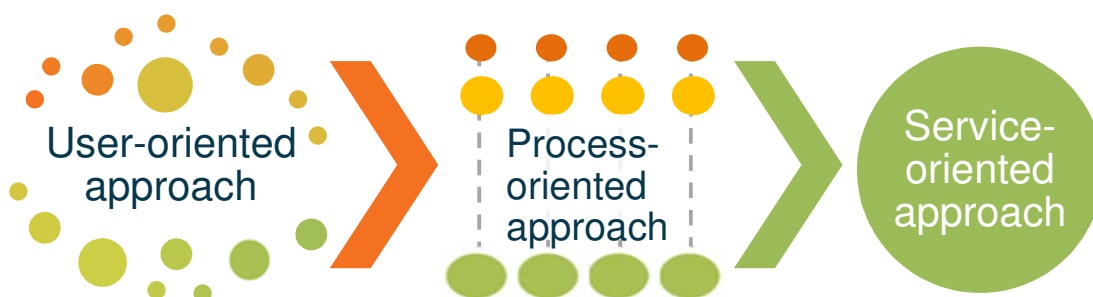 User-oriented
approach
Process-
oriented
approach
Service-
oriented
approach